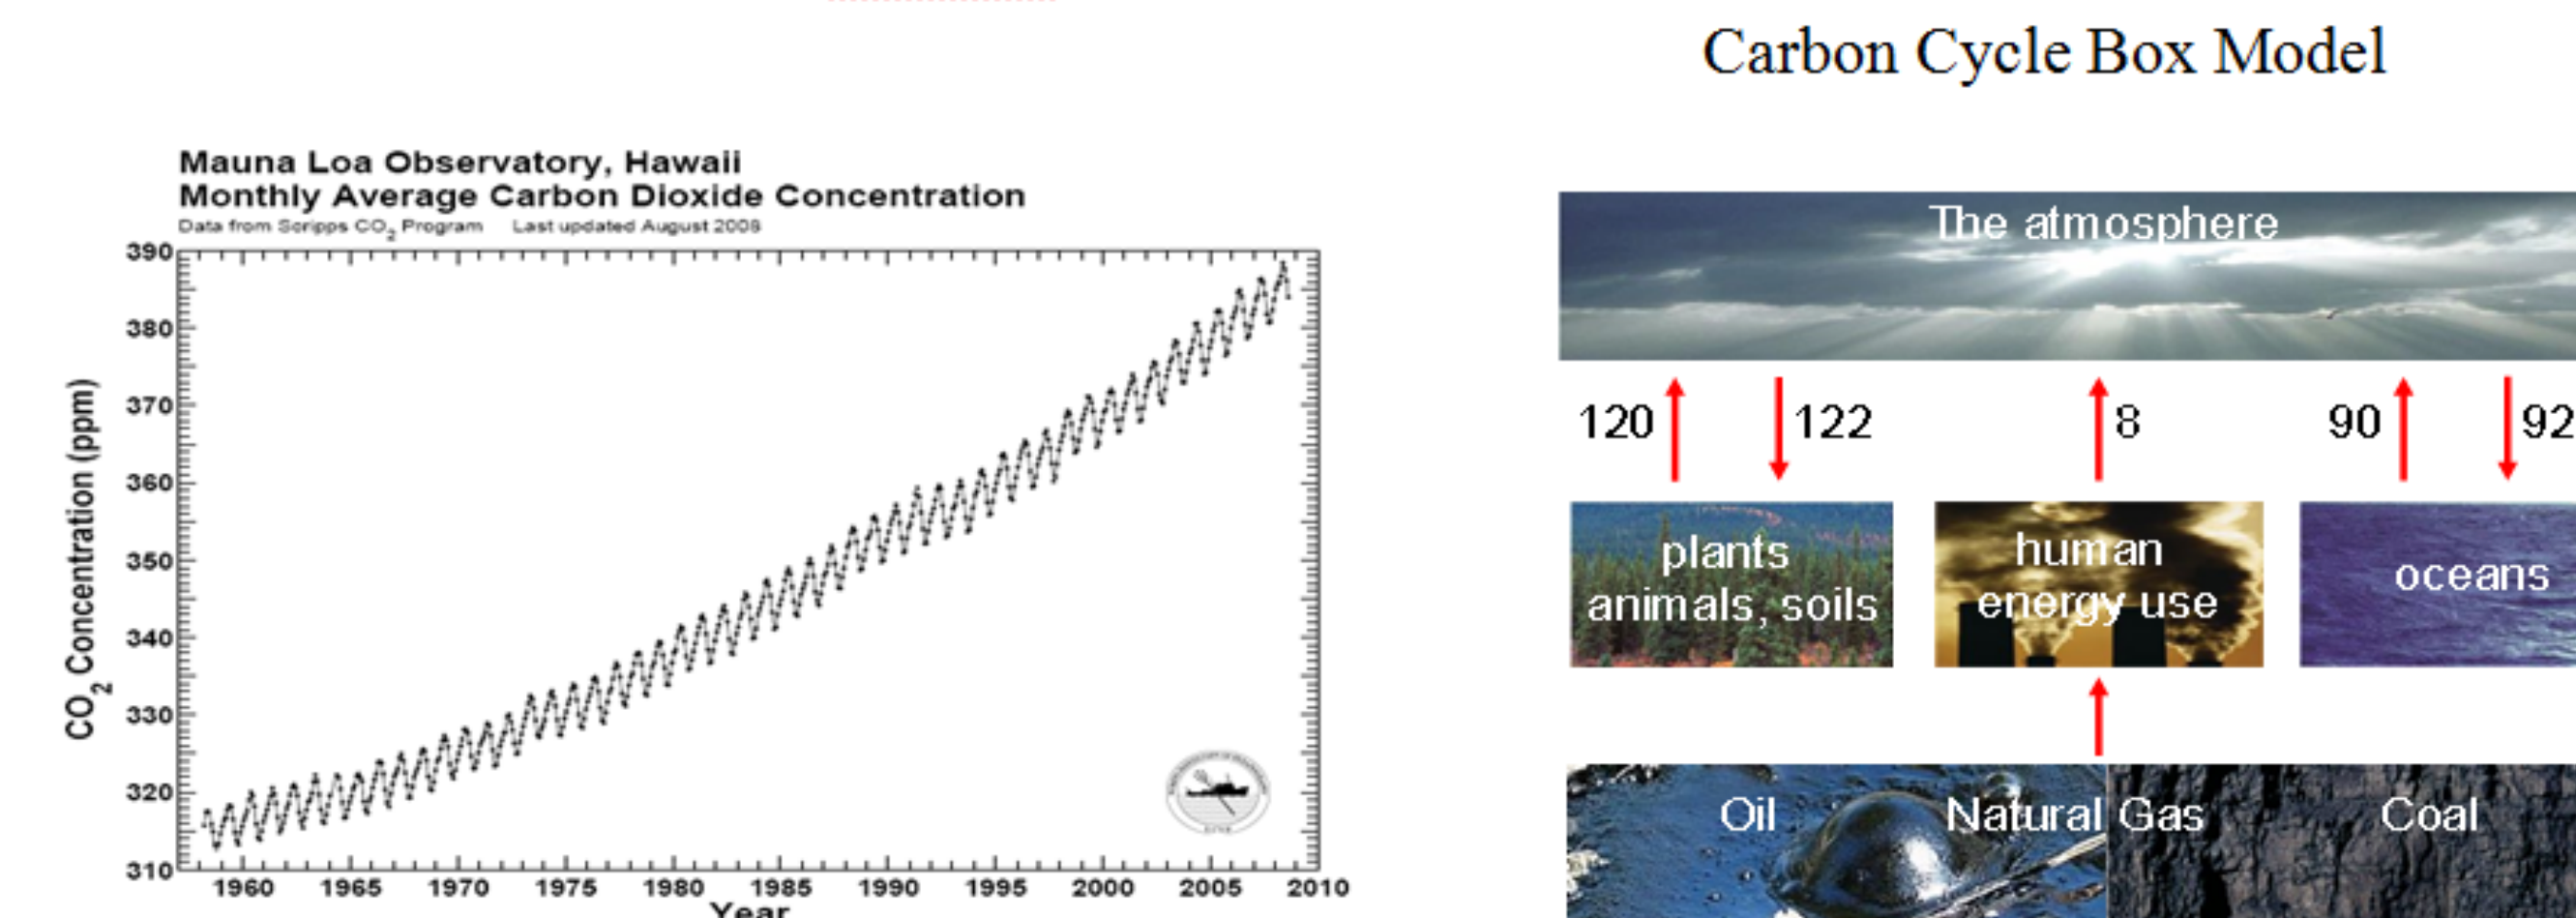 Carbon Cycle Box Model
Mauna Loa Observatory, Hawaii
Monthly Average Carbon Dioxide Concentration
Data from Scripps CO2 Program Last updated August 2008
CO2 Concentration (ppm)
390
380
370
360
350
340
330
320
310
1960 1965 1970 1975 1980 1985 1990 1995 2000 2005 2010
Year
The atmosphere
120 122 8 90 92
plants
animals, soils
human
energy use
oceans
Oil Natural Gas Coal